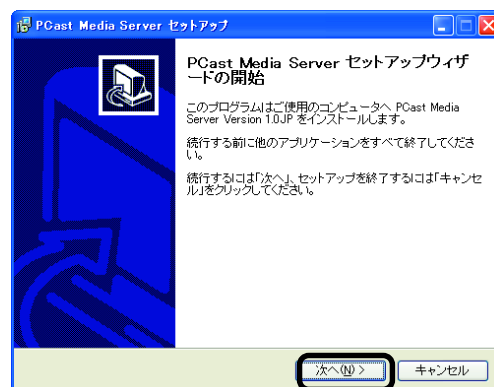 PCast Media Server セットアップ
PCast Media Server セットアップウィザ
ードの開始
このプログラムはご使用のコンピュータへ PCast Media
Server Version 1.0JP をインストールします。
続行する前に他のアプリケーションをすべて終了してくださ
い。
続行するには「次へ」、セットアップを終了するには「キャンセ
ル」をクリックしてください。
次へ(N) >
キャンセル